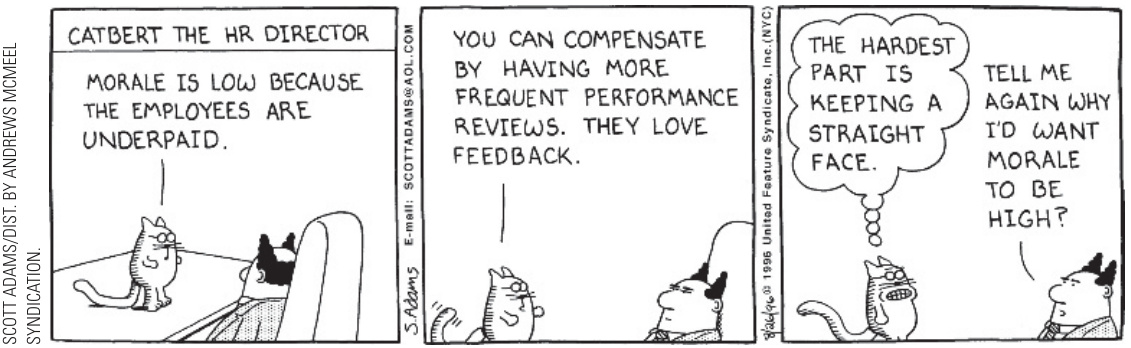 SCOTT ADAMS/DIST. BY ANDREWS MCMEEL
SYNDICATION.
CATBERT THE HR DIRECTOR
MORALE IS LOW BECAUSE
THE EMPLOYEES ARE
UNDERPAID.
S.Adams E-mail: SCOTTADAMS@AOL.COM
YOU CAN COMPENSATE
BY HAVING MORE
FREQUENT PERFORMANCE
REVIEWS. THEY LOVE
FEEDBACK.
8/26/96 © 1996 United Feature Syndicate, Inc.(NYC)
THE HARDEST
PART IS
KEEPING A
STRAIGHT
FACE.
TELL ME
AGAIN WHY
I'D WANT
MORALE
TO BE
HIGH?